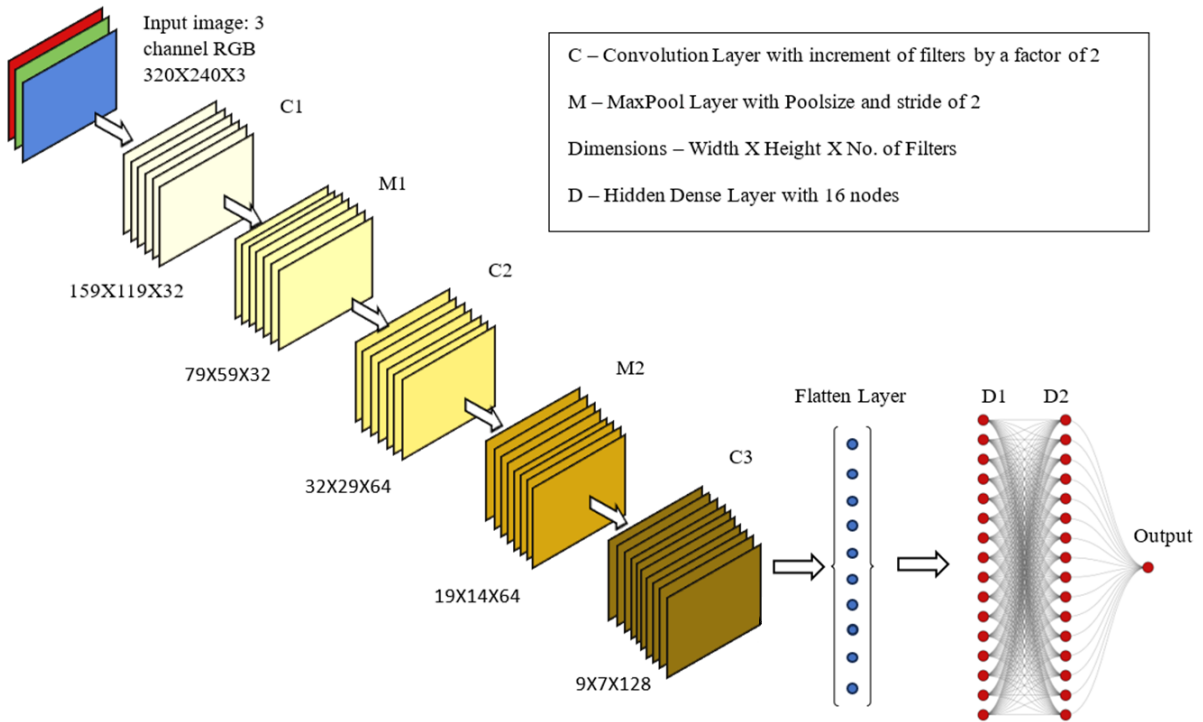 Input image: 3
channel RGB
320X240X3
C – Convolution Layer with increment of filters by a factor of 2
M – MaxPool Layer with Poolsize and stride of 2
Dimensions – Width X Height X No. of Filters
D – Hidden Dense Layer with 16 nodes
C1
159X119X32
M1
79X59X32
C2
32X29X64
M2
19X14X64
C3
9X7X128
Flatten Layer
D1
D2
Output